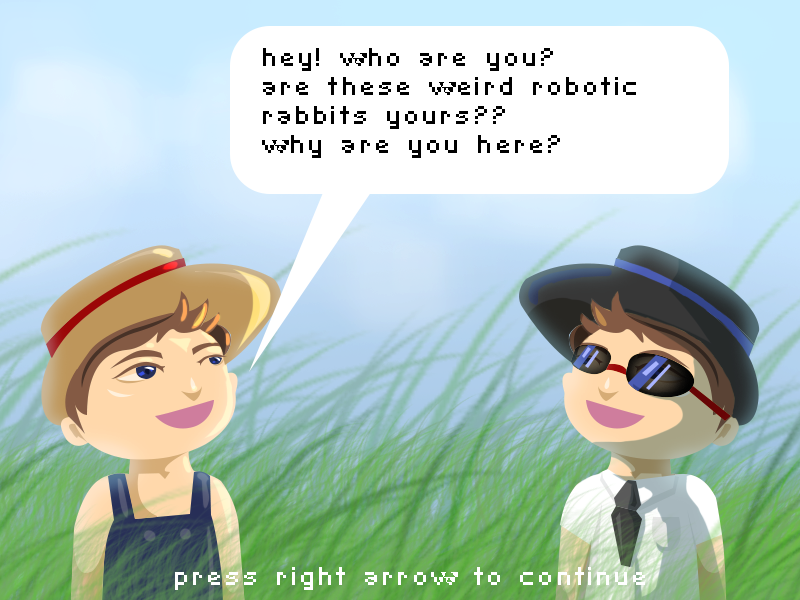 hey! who are you?
are these weird robotic
rabbits yours??
why are you here?
press right arrow to continue